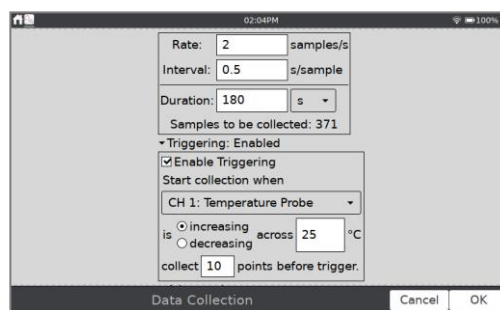 02:04PM 100%
Rate: 2 samples/s
Interval: 0.5 s/sample
Duration: 180 s
Samples to be collected: 371
Triggering: Enabled
Enable Triggering
Start collection when
CH 1: Temperature Probe
increasing
is across 25 °C
decreasing
collect 10 points before trigger.
Data Collection Cancel OK